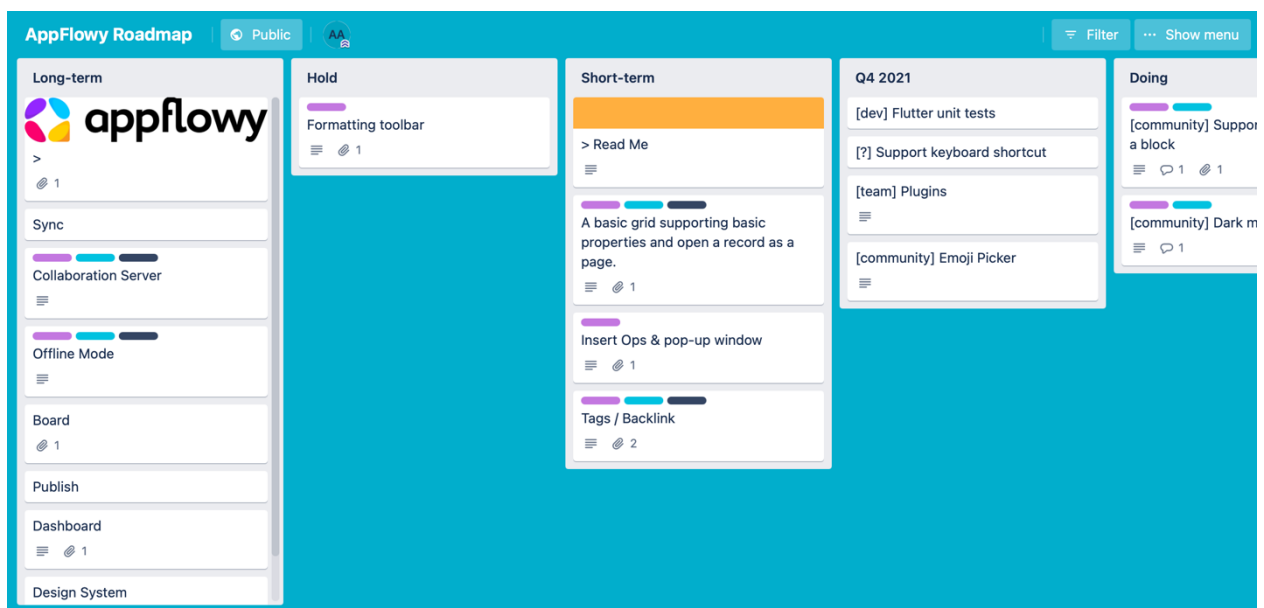 AppFlowy Roadmap
Public
AA
Filter
Show menu
Long-term
appflowy
>
1
Sync
Collaboration Server
Offline Mode
Board
1
Publish
Dashboard
1
Design System
Hold
Formatting toolbar
1
Short-term
> Read Me
A basic grid supporting basic
properties and open a record as a
page.
1
Insert Ops & pop-up window
1
Tags / Backlink
2
Q4 2021
[dev] Flutter unit tests
[?] Support keyboard shortcut
[team] Plugins
[community] Emoji Picker
Doing
[community]
a block
1 1
[community] Dark
1